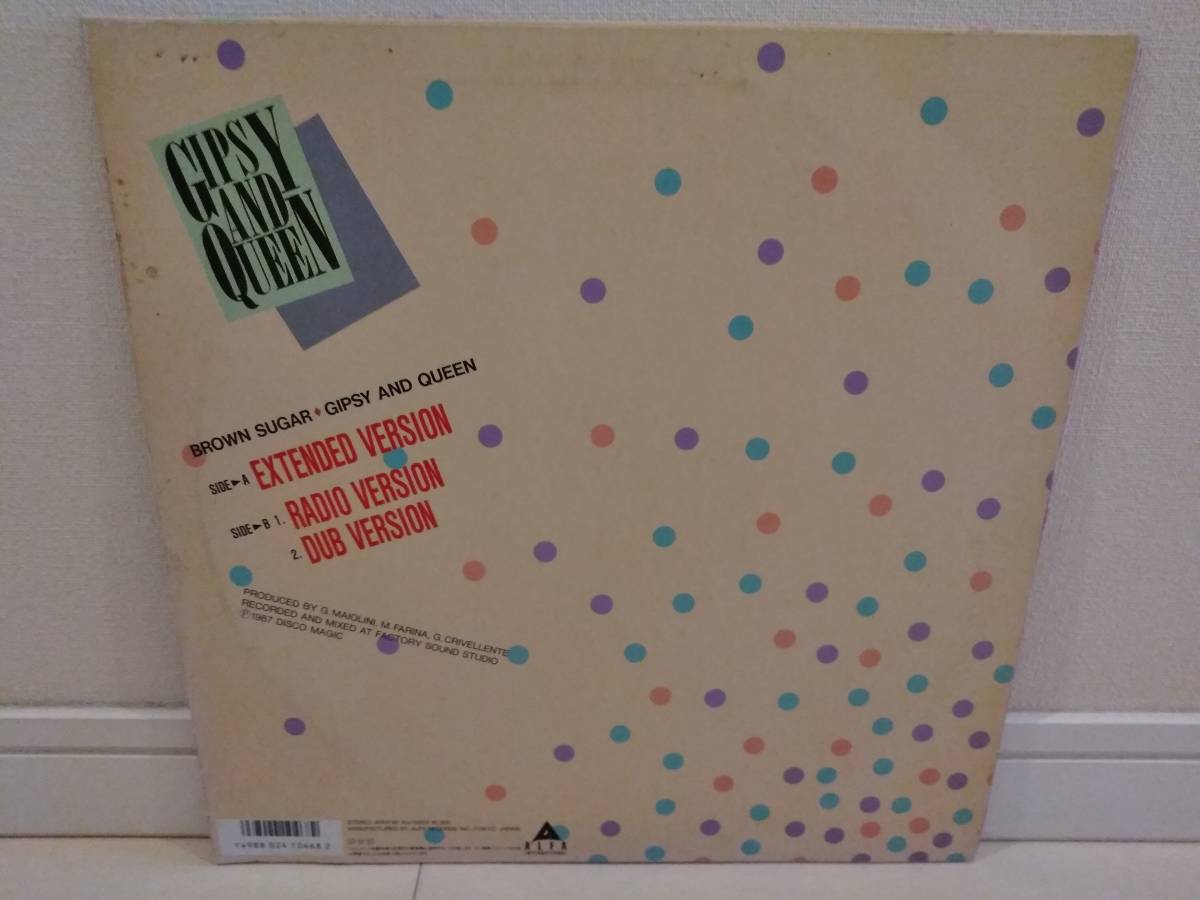 GIPSY
AND
QUEEN
BROWN SUGAR♦GIPSY AND QUEEN
SIDE►A EXTENDED VERSION
SIDE►B 1. RADIO VERSION
2. DUB VERSION
PRODUCED BY G. MAIOLINI, M. FARINA, G. CRIVELLENTE
RECORDED AND MIXED AT FACTORY SOUND STUDIO
℗1987 DISCO MAGIC
ALFA